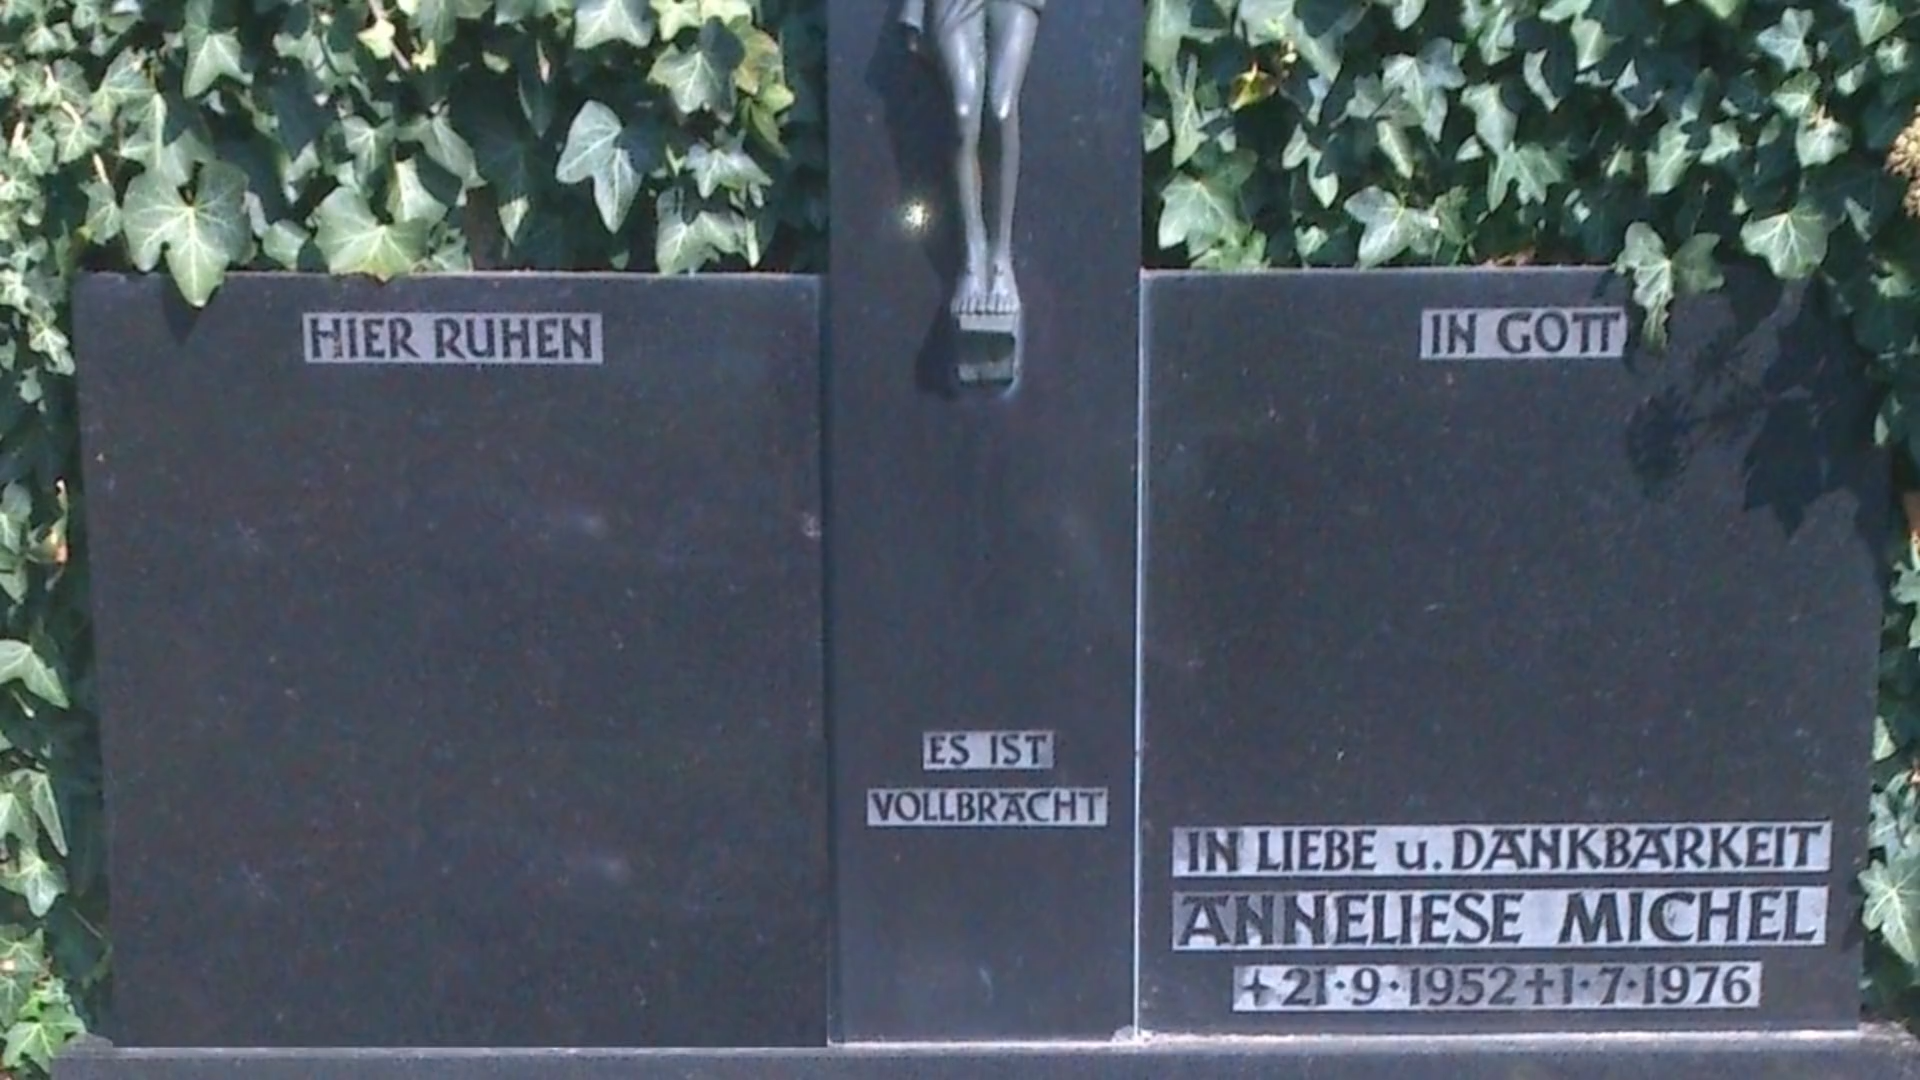 HIER RUHEN
IN GOTT
ES IST
VOLLBRACHT
IN LIEBE u. DANKBARKEIT
ANNELIESE MICHEL
+21·9·1952†1·7·1976